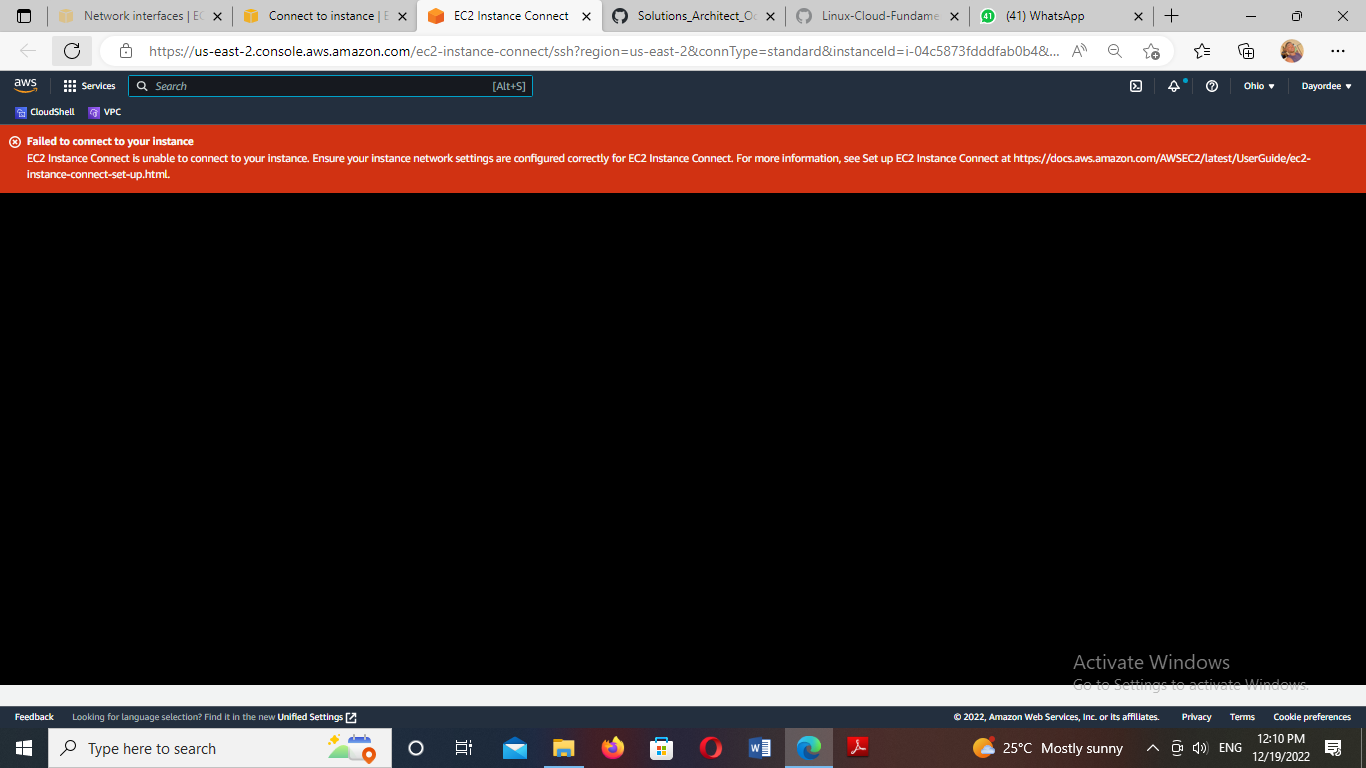 Network interfaces | EC
Connect to instance | E
EC2 Instance Connect
Solutions_Architect_Oc
Linux-Cloud-Fundame
41 (41) WhatsApp
https://us-east-2.console.aws.amazon.com/ec2-instance-connect/ssh?region=us-east-2&connType=standard&instanceId=i-04c5873fdddfab0b4&...
aws
Services
Search
[Alt+S]
Ohio
Dayordee
CloudShell
VPC
Failed to connect to your instance
EC2 Instance Connect is unable to connect to your instance. Ensure your instance network settings are configured correctly for EC2 Instance Connect. For more information, see Set up EC2 Instance Connect at https://docs.aws.amazon.com/AWSEC2/latest/UserGuide/ec2-
instance-connect-set-up.html.
Activate Windows
Go to Settings to activate Windows.
Feedback
Looking for language selection? Find it in the new Unified Settings
© 2022, Amazon Web Services, Inc. or its affiliates.
Privacy
Terms
Cookie preferences
Type here to search
25°C Mostly sunny
ENG
12:10 PM
12/19/2022